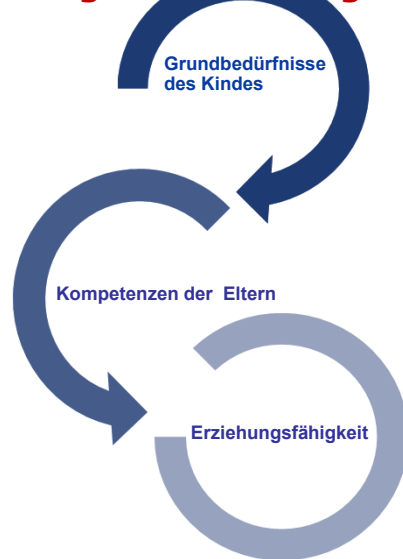 Grundbedürfnisse
des Kindes
Kompetenzen der Eltern
Erziehungsfähigkeit